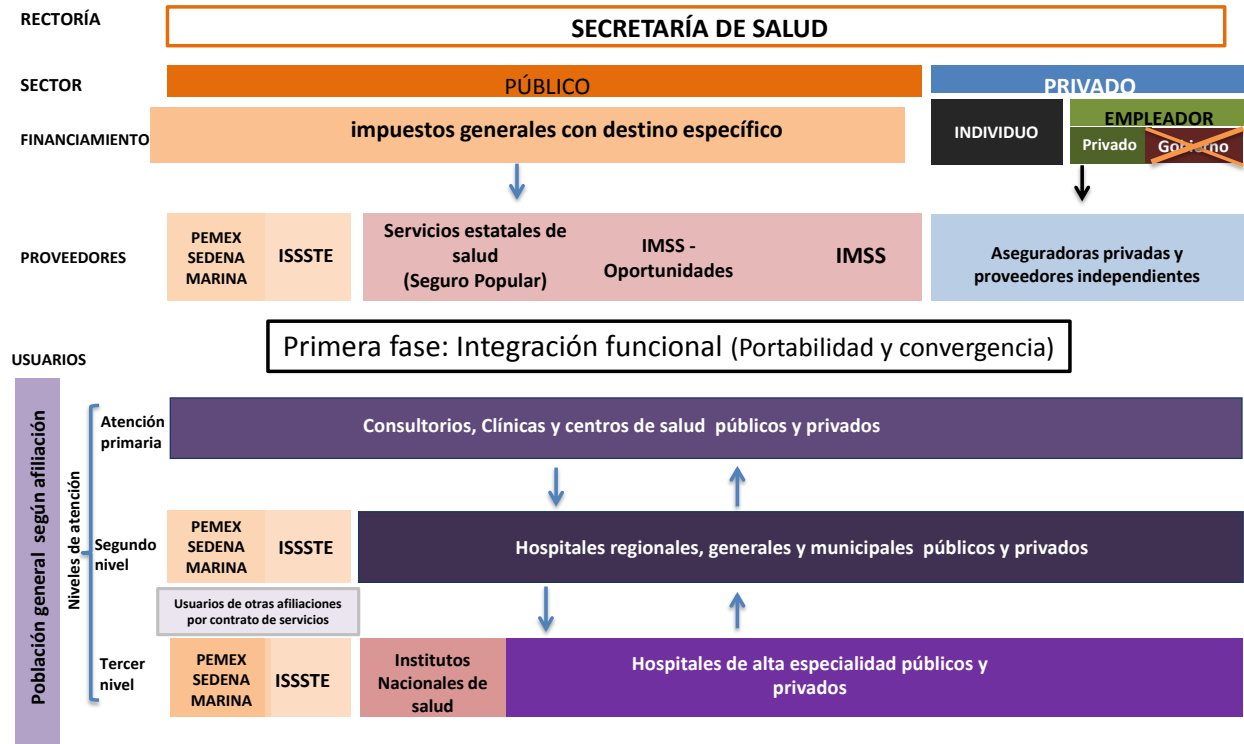 RECTORÍA
SECRETARÍA DE SALUD
SECTOR
PÚBLICO
PRIVADO
FINANCIAMIENTO
impuestos generales con destino específico
INDIVIDUO
EMPLEADOR
Privado
Gobierno
PROVEEDORES
PEMEX
SEDENA
MARINA
ISSSTE
Servicios estatales de
salud
(Seguro Popular)
IMSS -
Oportunidades
IMSS
Aseguradoras privadas y
proveedores independientes
Primera fase: Integración funcional (Portabilidad y convergencia)
USUARIOS
Población general según afiliación
Niveles de atención
Atención
primaria
Consultorios, Clínicas y centros de salud públicos y privados
Segundo
nivel
PEMEX
SEDENA
MARINA
ISSSTE
Hospitales regionales, generales y municipales públicos y privados
Usuarios de otras afiliaciones
por contrato de servicios
Tercer
nivel
PEMEX
SEDENA
MARINA
ISSSTE
Institutos
Nacionales de
salud
Hospitales de alta especialidad públicos y
privados